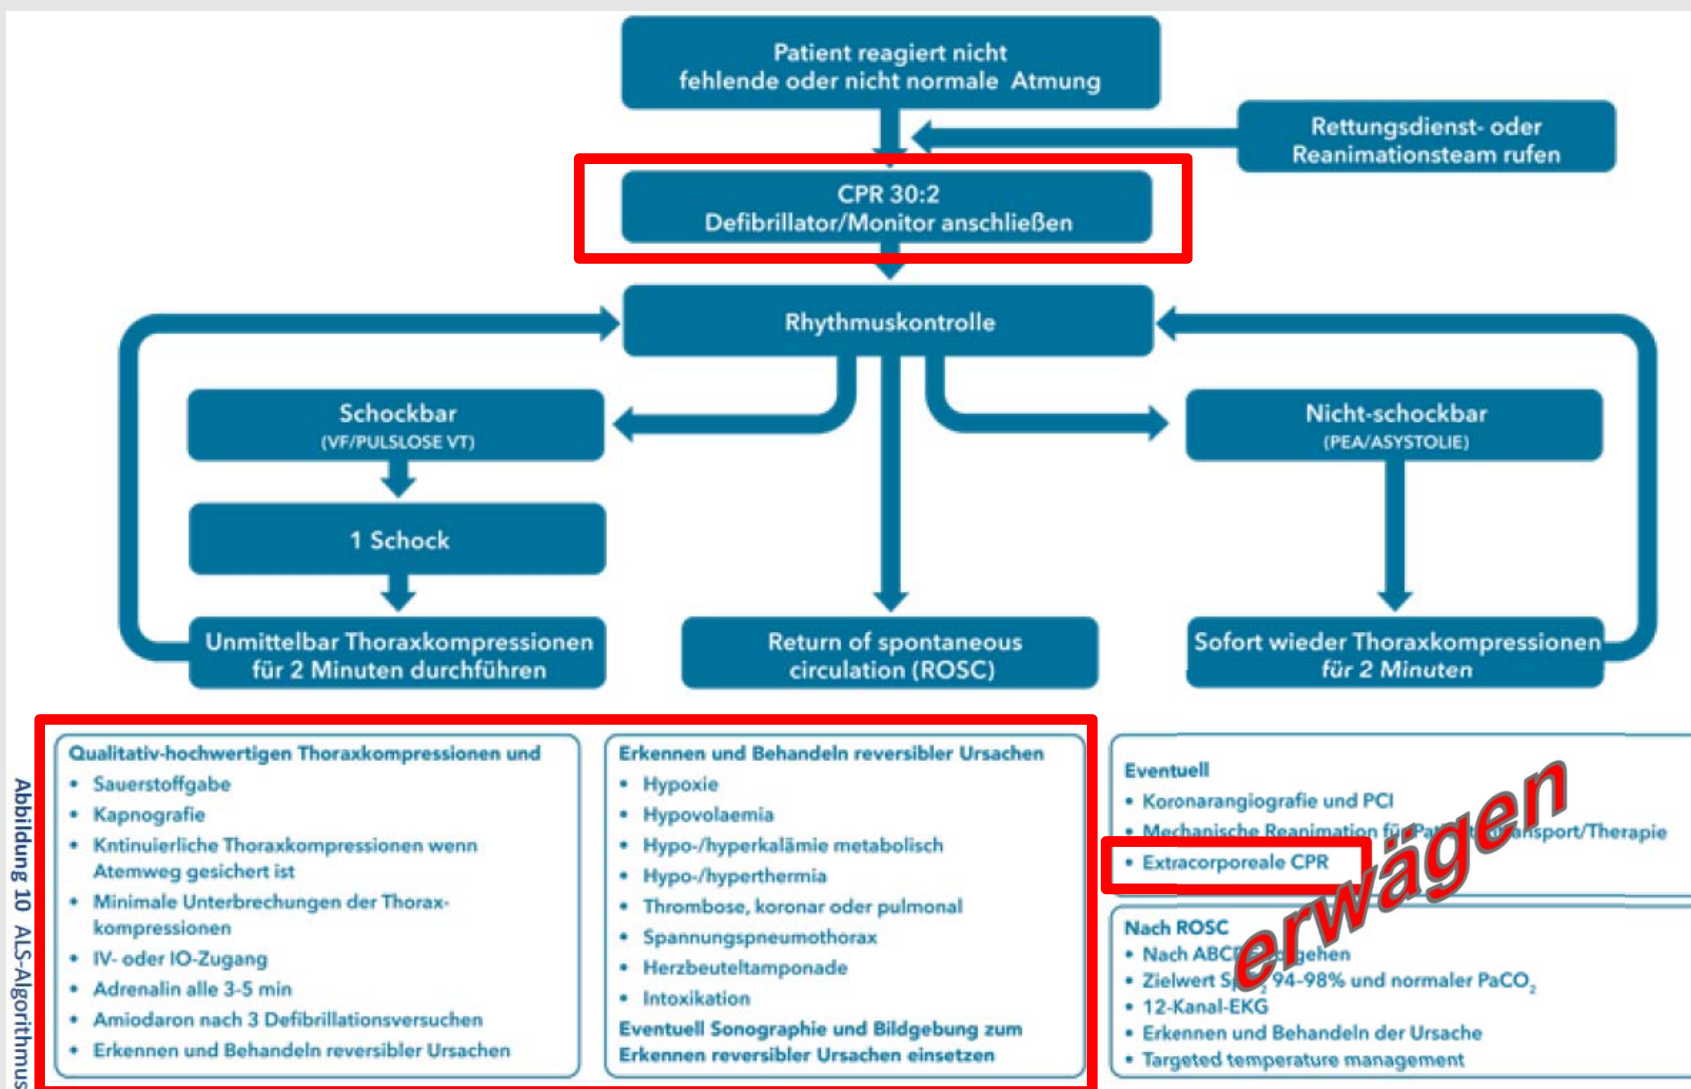 Patient reagiert nicht
fehlende oder nicht normale Atmung
Rettungsdienst- oder
Reanimationsteam rufen
CPR 30:2
Defibrillator/Monitor anschließen
Rhythmuskontrolle
Schockbar
(VF/PULSLOSE VT)
Nicht-schockbar
(PEA/ASYSTOLIE)
1 Schock
Unmittelbar Thoraxkompressionen
für 2 Minuten durchführen
Return of spontaneous
circulation (ROSC)
Sofort wieder Thoraxkompressionen
für 2 Minuten
Qualitativ-hochwertigen Thoraxkompressionen und
• Sauerstoffgabe
• Kapnografie
• Kntinuierliche Thoraxkompressionen wenn
Atemweg gesichert ist
• Minimale Unterbrechungen der Thorax-
kompressionen
• IV- oder IO-Zugang
• Adrenalin alle 3-5 min
• Amiodaron nach 3 Defibrillationsversuchen
• Erkennen und Behandeln reversibler Ursachen
Erkennen und Behandeln reversibler Ursachen
• Hypoxie
• Hypovolaemia
• Hypo-/hyperkalämie metabolisch
• Hypo-/hyperthermia
• Thrombose, koronar oder pulmonal
• Spannungspneumothorax
• Herzbeuteltamponade
• Intoxikation
Eventuell Sonographie und Bildgebung zum
Erkennen reversibler Ursachen einsetzen
Eventuell
• Koronarangiografie und PCI
• Mechanische Reanimation für
• Extracorporeale CPR
erwägen
Nach ROSC
• Nach
• Zielwert 94-98% und normaler PaCO₂
• 12-Kanal-EKG
• Erkennen und Behandeln der Ursache
• Targeted temperature management
Abbildung 10 ALS-Algorithmus